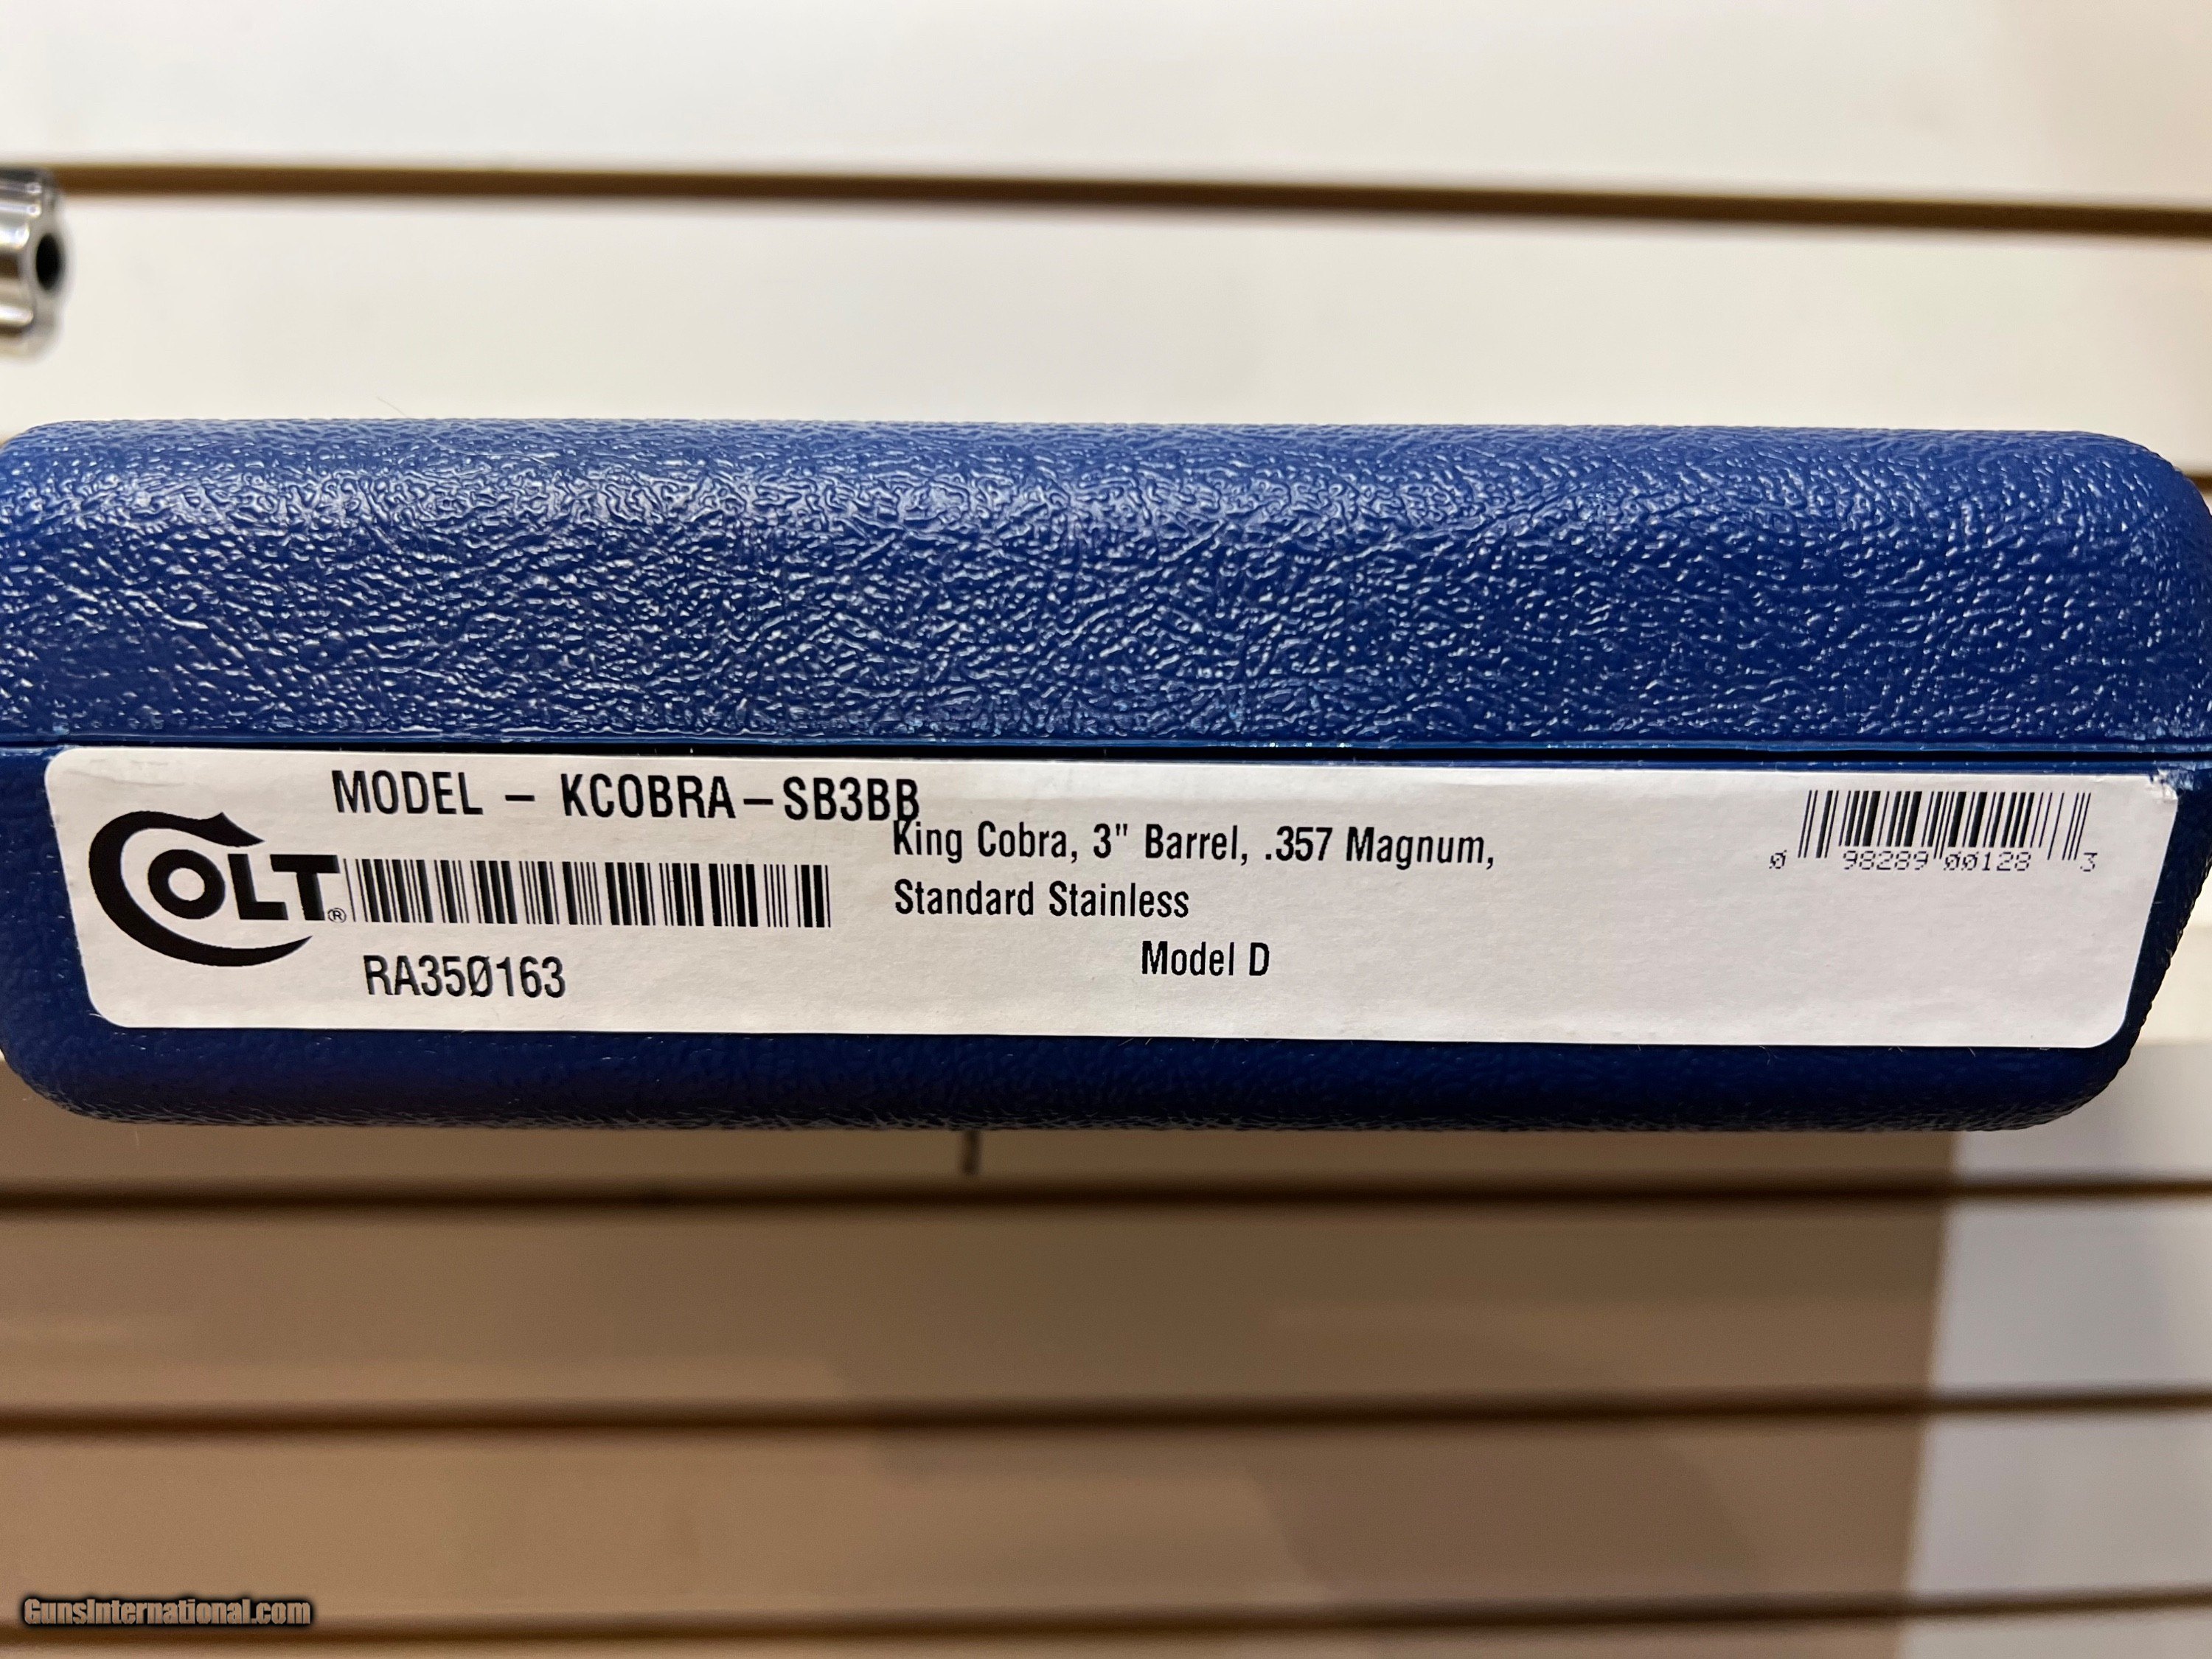 MODEL - KCOBRA-SB3BB
COLT®
RA350163
King Cobra, 3" Barrel, .357 Magnum,
Standard Stainless
Model D
0 98289 00128 3
GunsInternational.com